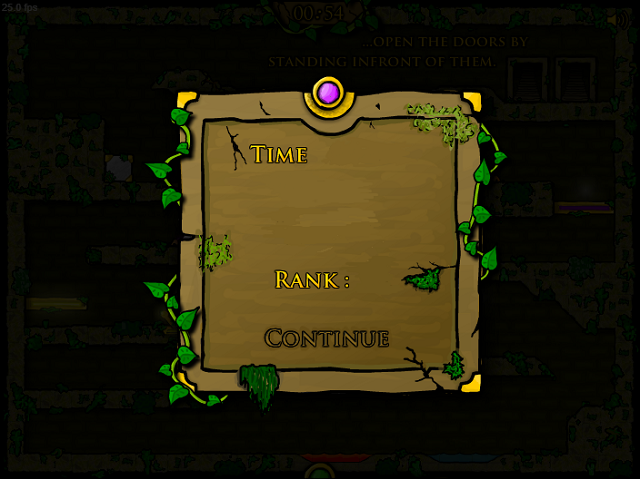 25.0 fps
00:54
...OPEN THE DOORS BY
STANDING INFRONT OF THEM.
TIME
RANK :
CONTINUE